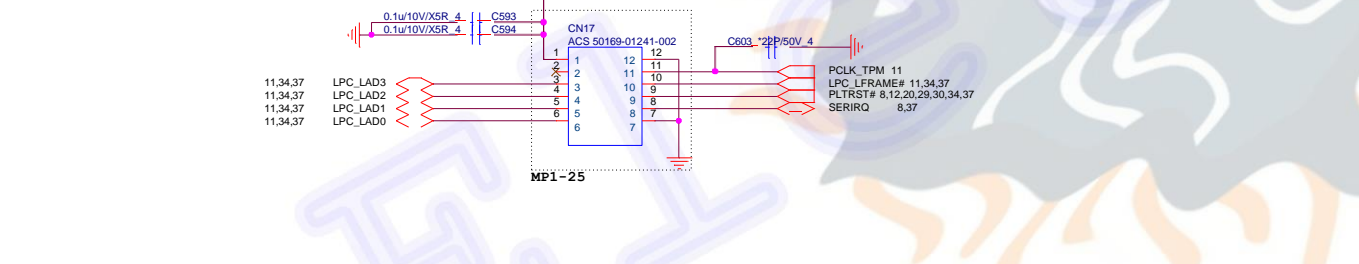 0.1u/10V/X5R_4 C593
0.1u/10V/X5R_4 C594
CN17
ACS 50169-01241-002
C603 *22P/50V_4
1 1 12 12
2 2 11 11 PCLK_TPM 11
11,34,37 LPC_LAD3 3 3 10 10 LPC_LFRAME# 11,34,37
11,34,37 LPC_LAD2 4 4 9 9 PLTRST# 8,12,20,29,30,34,37
11,34,37 LPC_LAD1 5 5 8 8 SERIRQ 8,37
11,34,37 LPC_LAD0 6 6 7 7
MP1-25